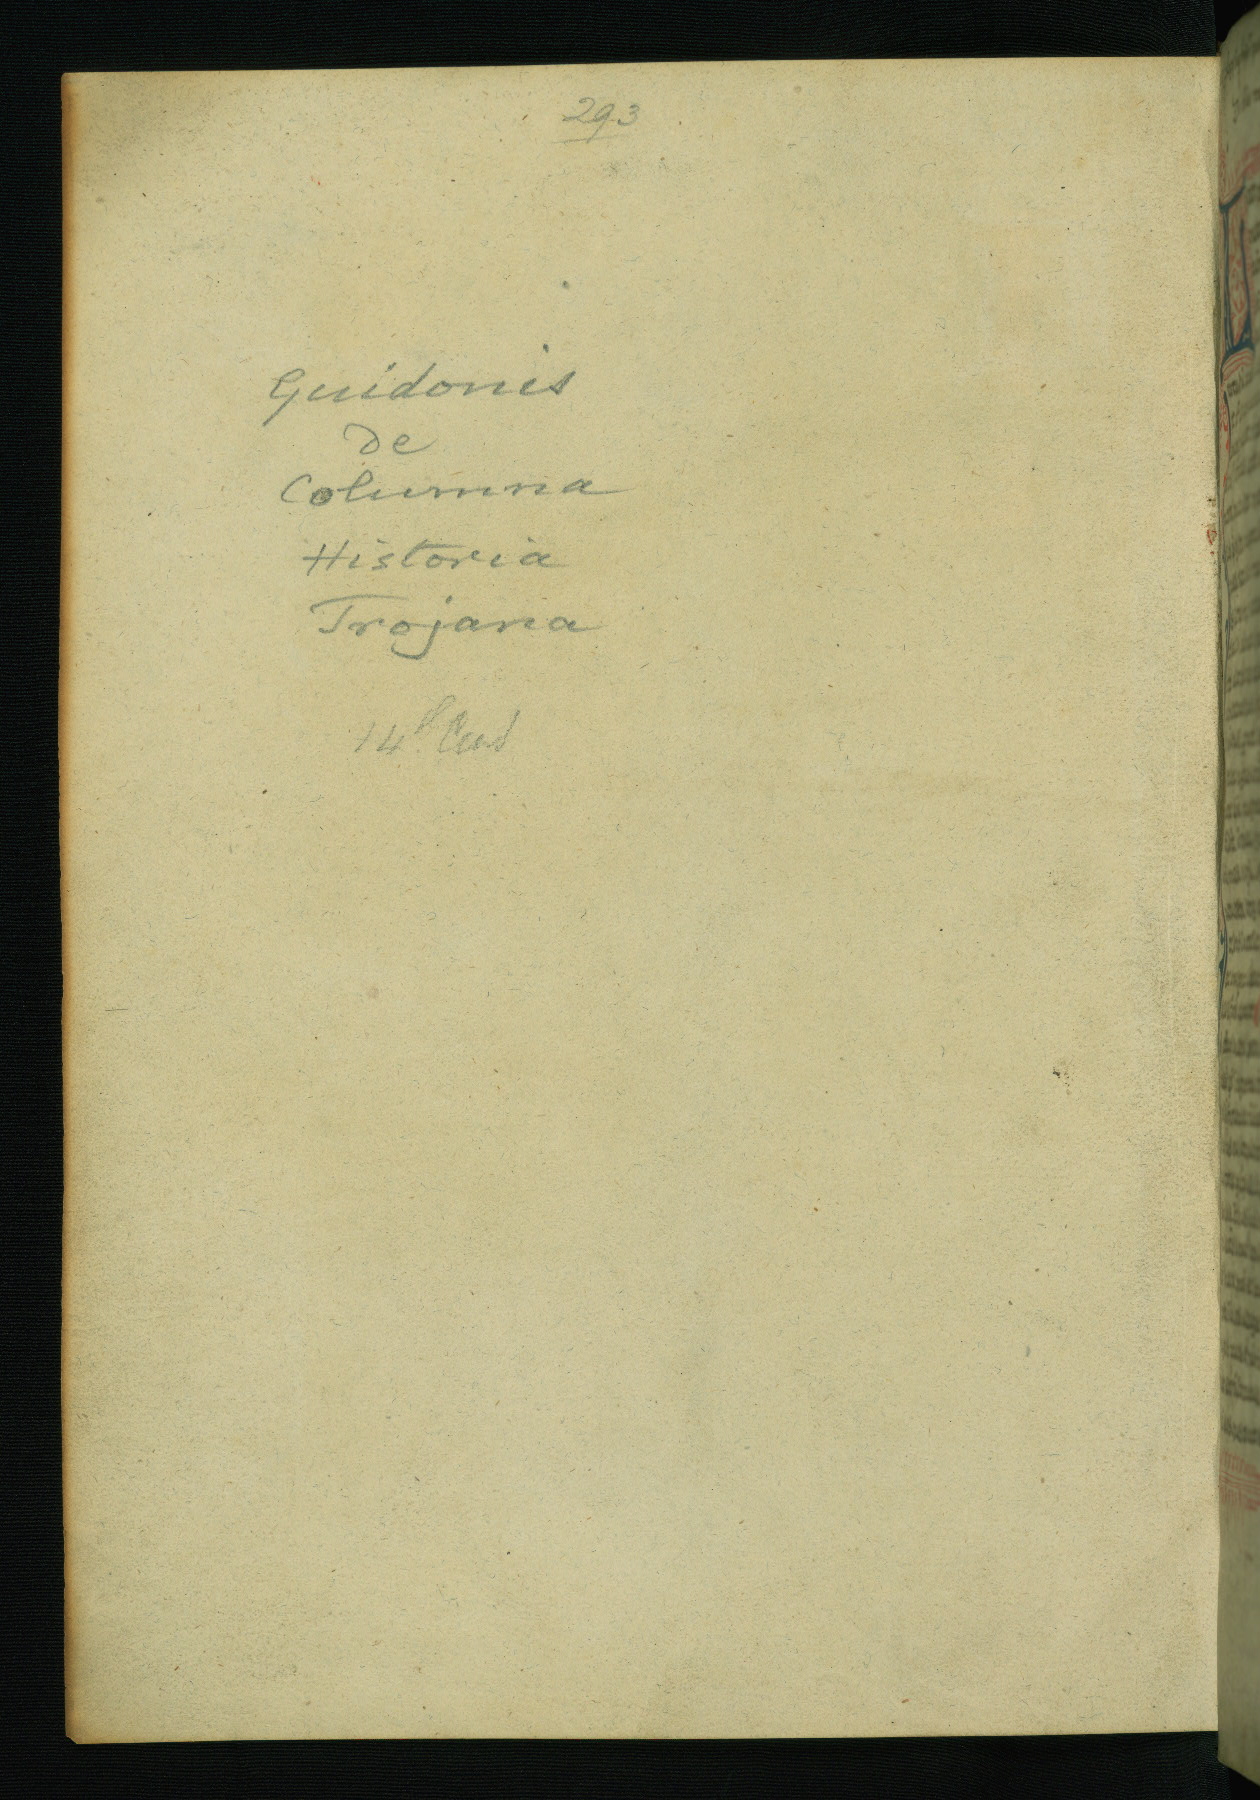 293
Guidonis
De
Columna
Historia
Trojana
14th Cent